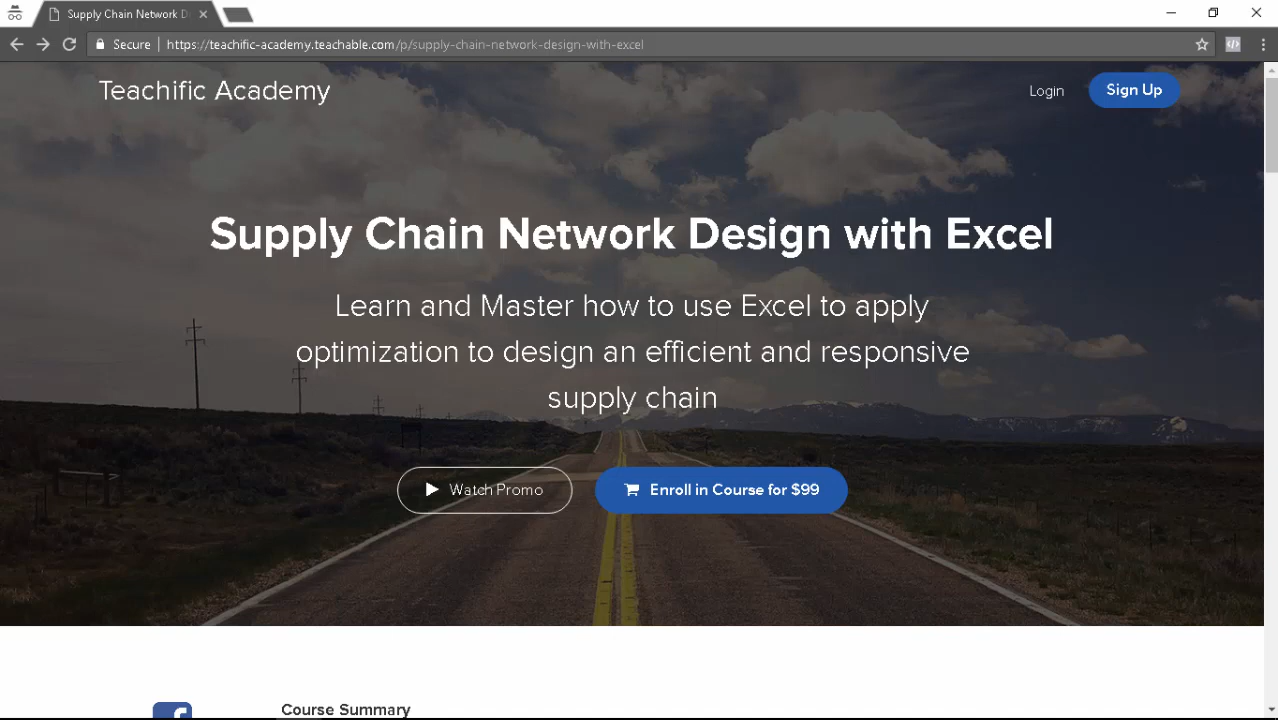 Supply Chain Network D
Secure
https://teachific-academy.teachable.com/p/supply-chain-network-design-with-excel
Teachific Academy
Login
Sign Up
Supply Chain Network Design with Excel
Learn and Master how to use Excel to apply
optimization to design an efficient and responsive
supply chain
Watch Promo
Enroll in Course for $99
Course Summary